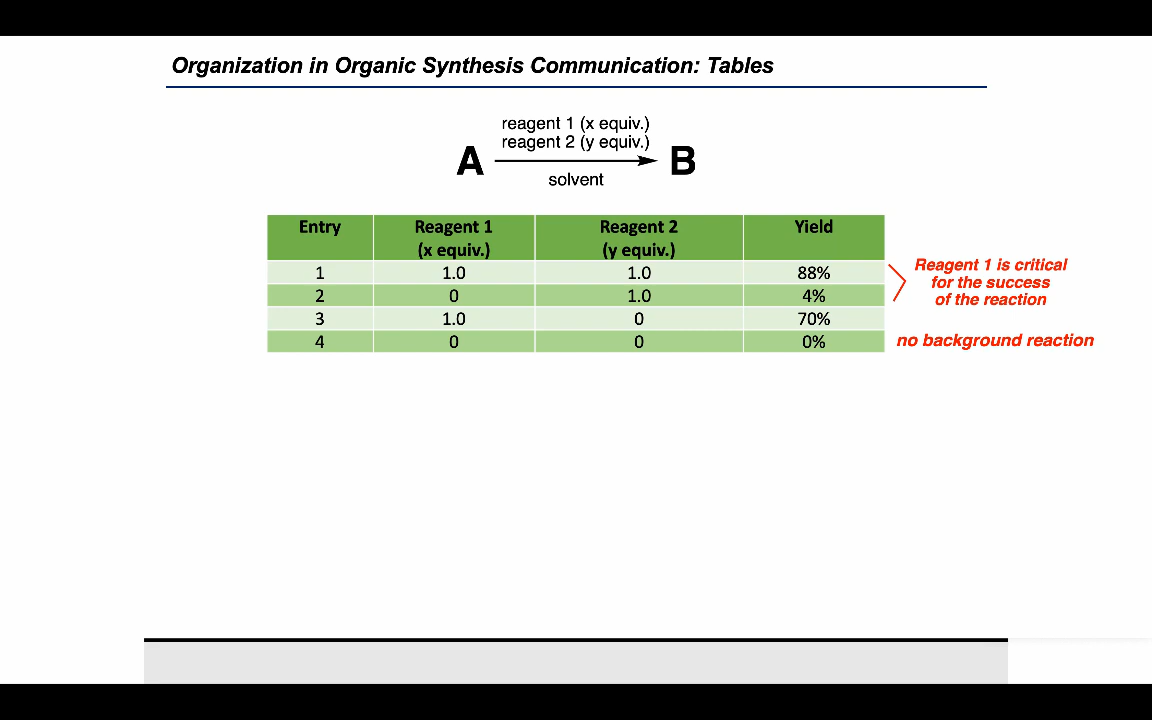 Organization in Organic Synthesis Communication: Tables
reagent 1 (x equiv.)
reagent 2 (y equiv.)
A B
solvent
Entry Reagent 1 (x equiv.) Reagent 2 (y equiv.) Yield
1 1.0 1.0 88%
2 0 1.0 4%
3 1.0 0 70%
4 0 0 0%
Reagent 1 is critical
for the success
of the reaction
no background reaction